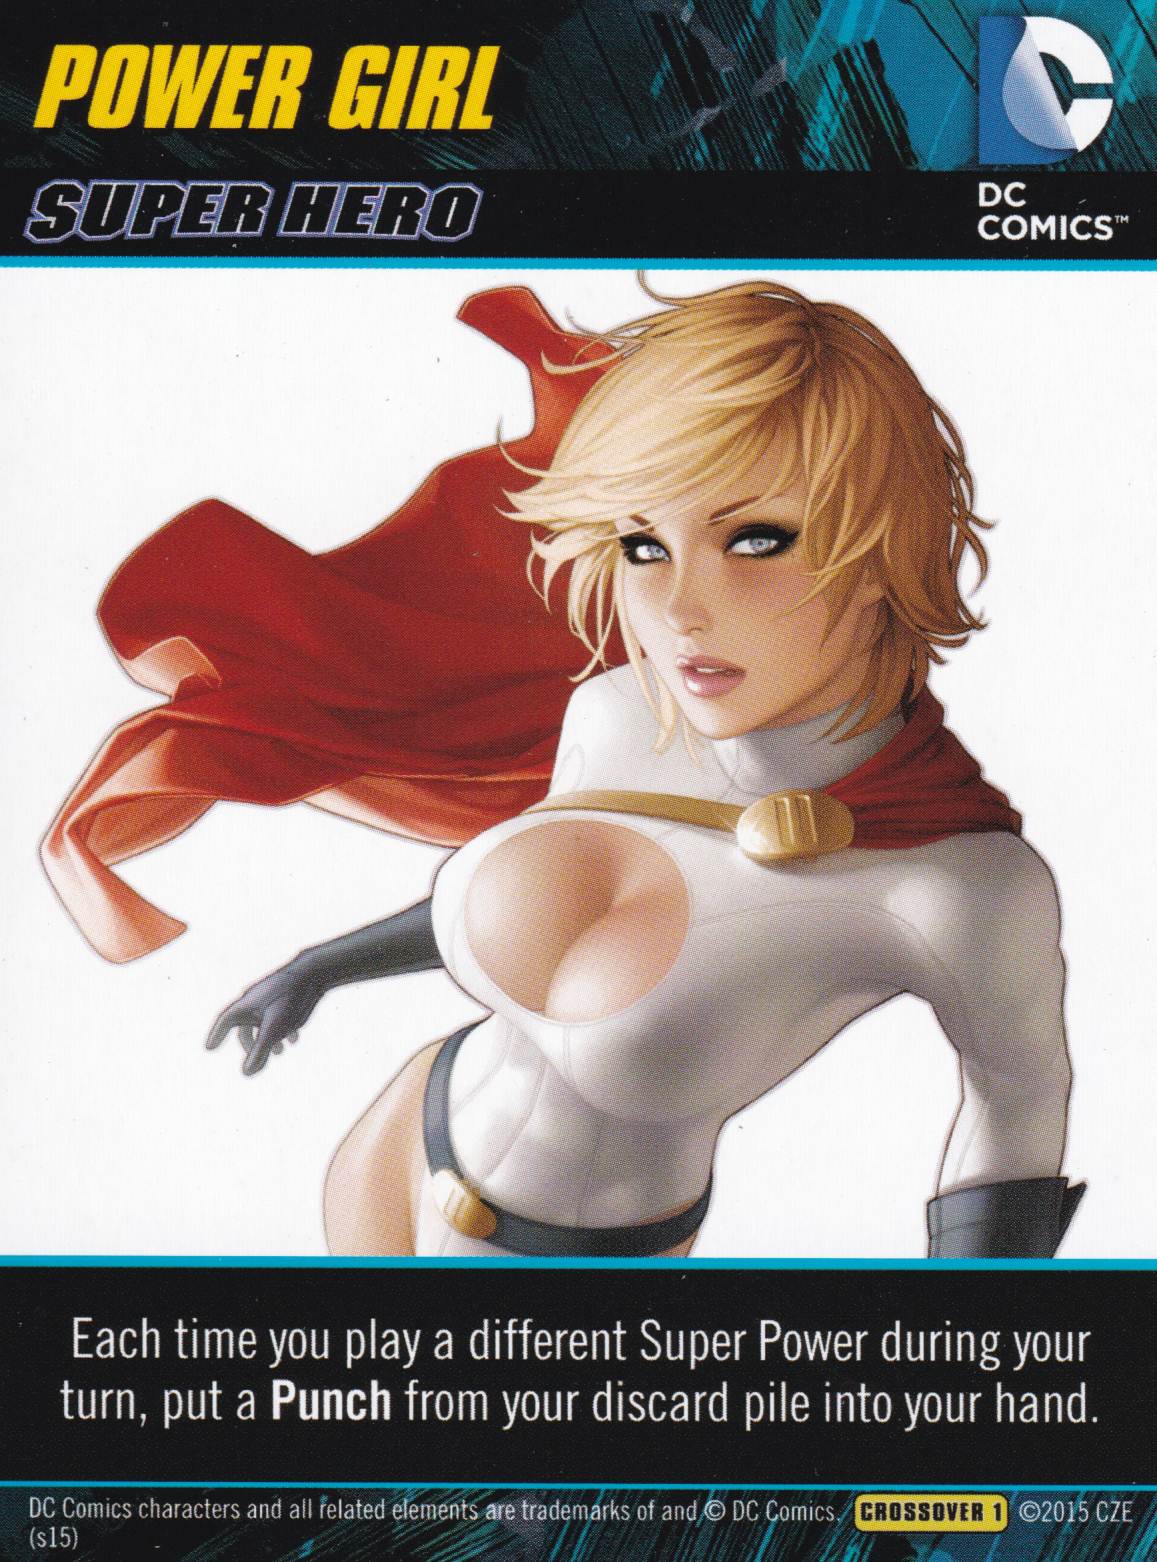 POWER GIRL
SUPER HERO
DC
COMICS™
Each time you play a different Super Power during your
turn, put a Punch from your discard pile into your hand.
DC Comics characters and all related elements are trademarks of and © DC Comics. CROSSOVER 1 ©2015 CZE
(s15)